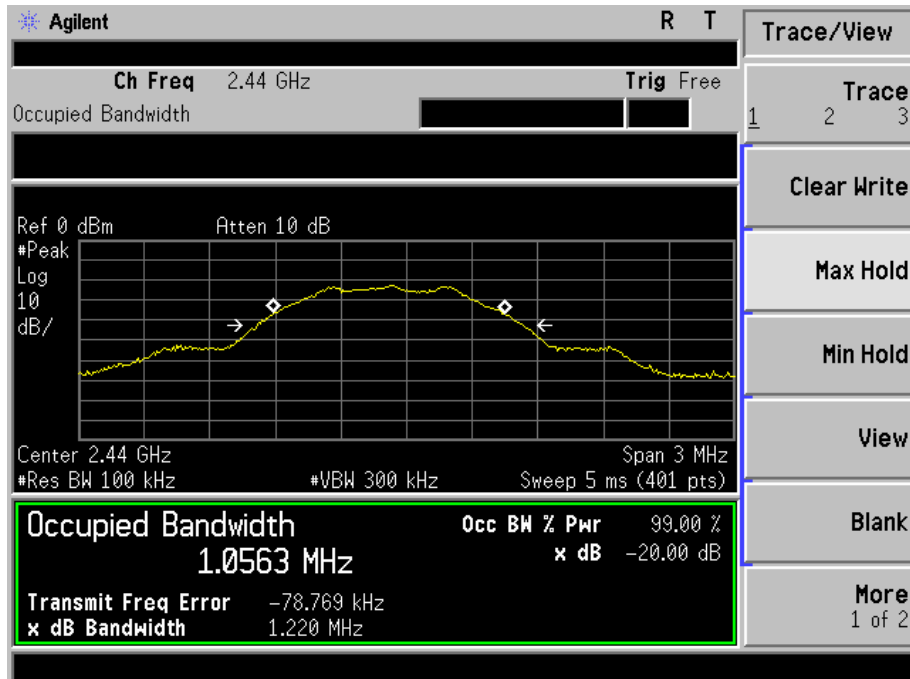 Agilent R T
Ch Freq 2.44 GHz Trig Free
Occupied Bandwidth
Ref 0 dBm Atten 10 dB
#Peak
Log
10
dB/
Center 2.44 GHz Span 3 MHz
#Res BW 100 kHz #VBW 300 kHz Sweep 5 ms (401 pts)
Occupied Bandwidth
1.0563 MHz
Occ BW % Pwr 99.00 %
x dB -20.00 dB
Transmit Freq Error -78.769 kHz
x dB Bandwidth 1.220 MHz
Trace/View
Trace
1 2 3
Clear Write
Max Hold
Min Hold
View
Blank
More
1 of 2